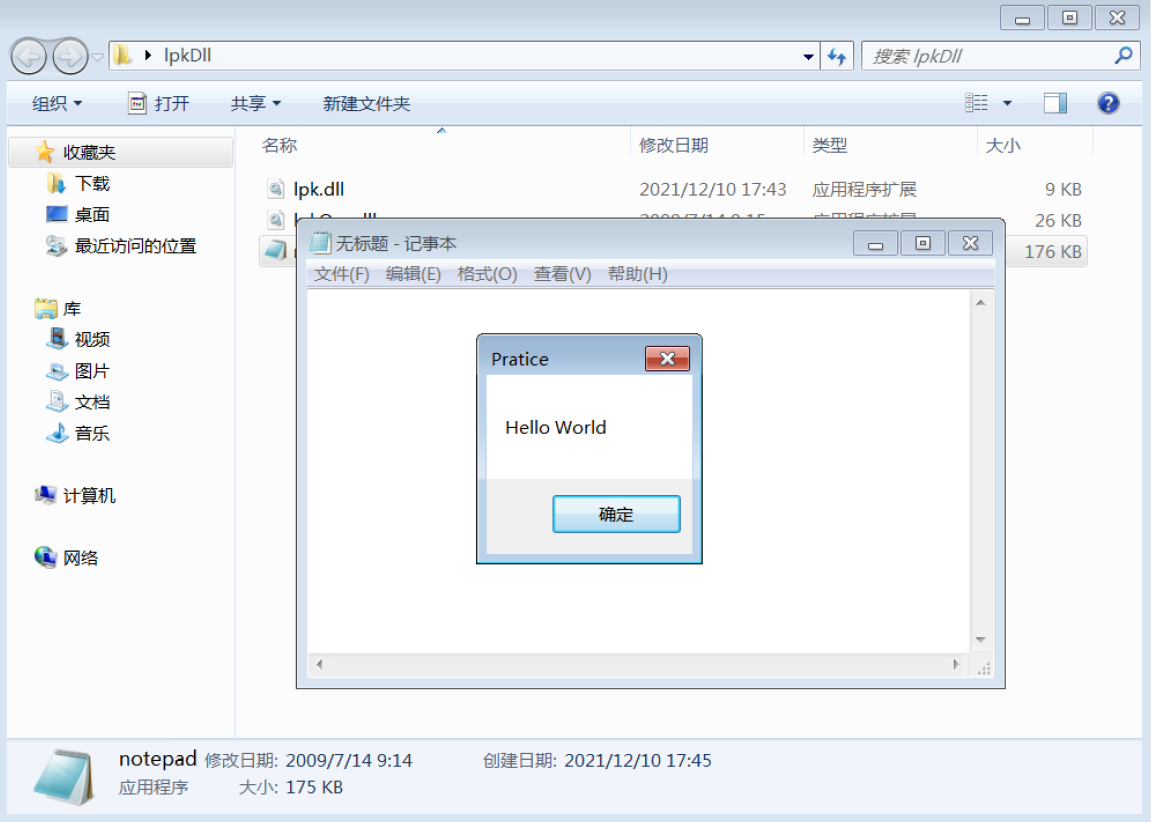 lpkDll
搜索 lpkDll
组织 打开 共享 新建文件夹
名称 修改日期 类型 大小
收藏夹
下载
桌面
最近访问的位置
库
视频
图片
文档
音乐
计算机
网络
lpk.dll 2021/12/10 17:43 应用程序扩展 9 KB
26 KB
176 KB
无标题 - 记事本
文件(F) 编辑(E) 格式(O) 查看(V) 帮助(H)
Pratice
Hello World
确定
notepad 修改日期: 2009/7/14 9:14 创建日期: 2021/12/10 17:45
应用程序 大小: 175 KB